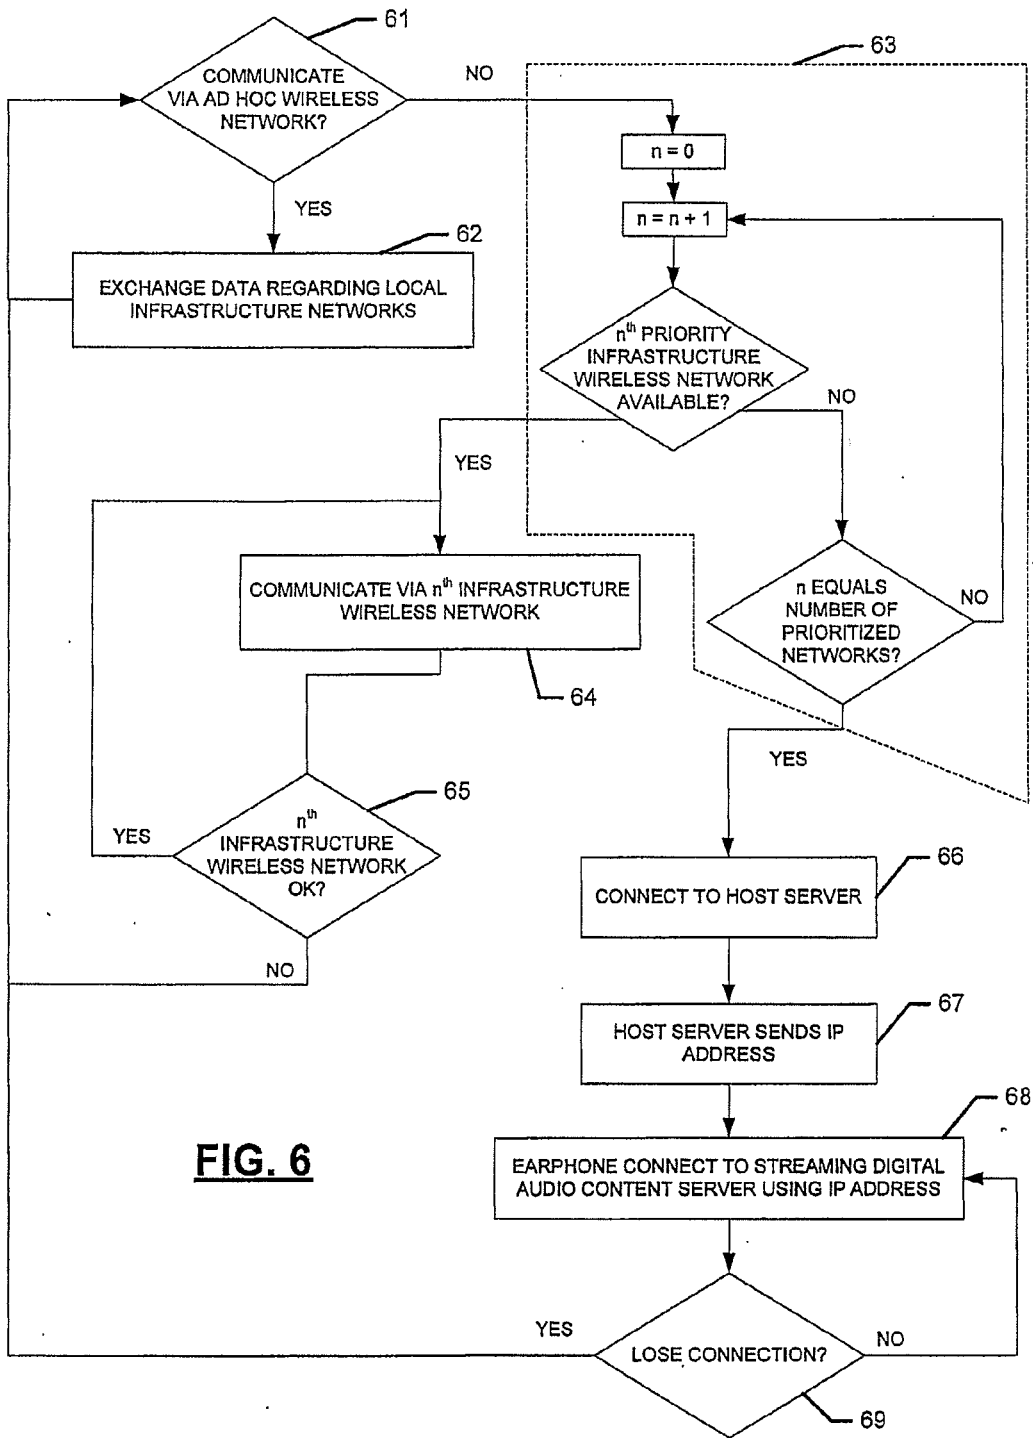 61
COMMUNICATE
VIA AD HOC WIRELESS
NETWORK?
NO
63
n = 0
n = n + 1
YES
62
EXCHANGE DATA REGARDING LOCAL
INFRASTRUCTURE NETWORKS
nth PRIORITY
INFRASTRUCTURE
WIRELESS NETWORK
AVAILABLE?
NO
YES
COMMUNICATE VIA nth INFRASTRUCTURE
WIRELESS NETWORK
64
n EQUALS
NUMBER OF
PRIORITIZED
NETWORKS?
NO
YES
65
nth
INFRASTRUCTURE
WIRELESS NETWORK
OK?
YES
NO
66
CONNECT TO HOST SERVER
67
HOST SERVER SENDS IP
ADDRESS
68
EARPHONE CONNECT TO STREAMING DIGITAL
AUDIO CONTENT SERVER USING IP ADDRESS
FIG. 6
YES
LOSE CONNECTION?
NO
69